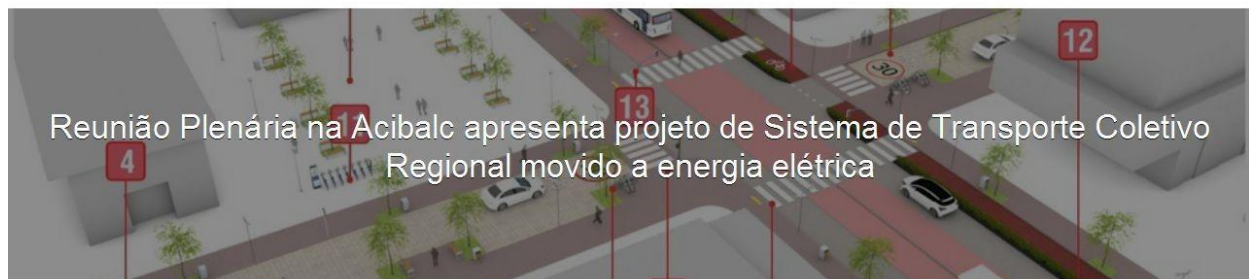 12
13
11
Reunião Plenária na Acibalc apresenta projeto de Sistema de Transporte Coletivo
4
Regional movido a energia elétrica
30